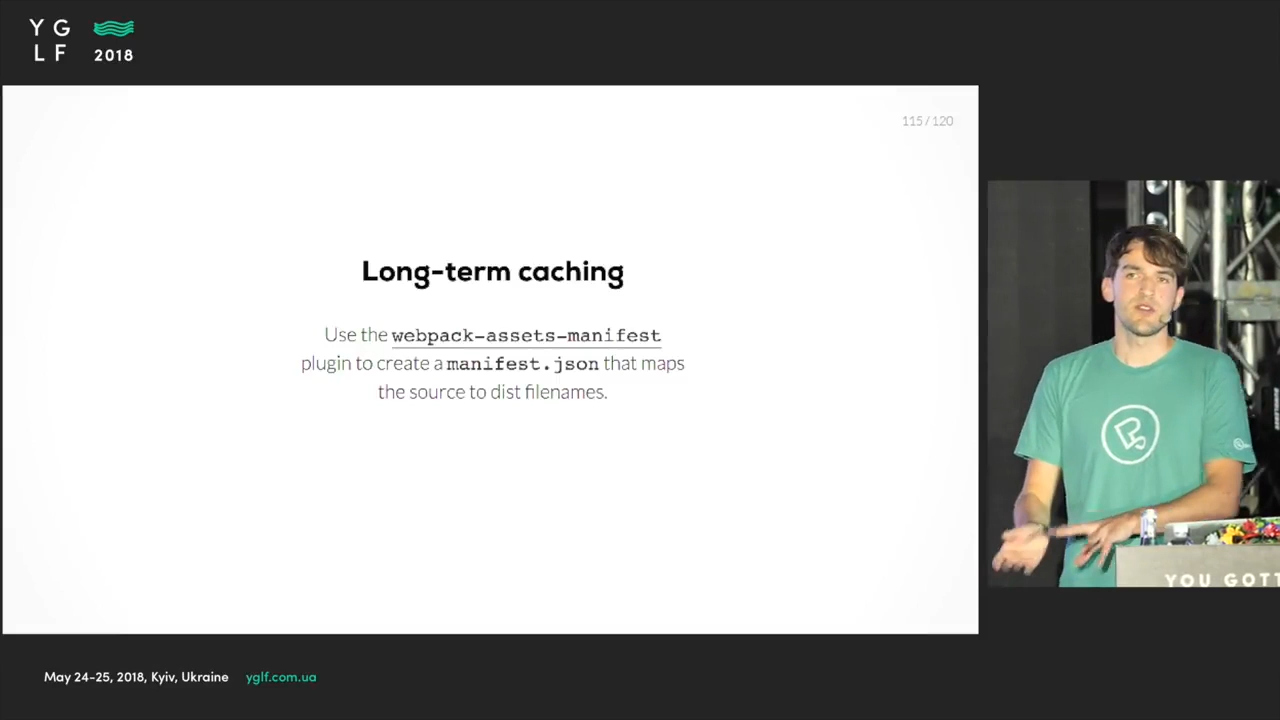 Y G
L F
2018
115 / 120
Long-term caching
Use the webpack-assets-manifest
plugin to create a manifest.json that maps
the source to dist filenames.
YOU GOTT
May 24-25, 2018, Kyiv, Ukraine yglf.com.ua